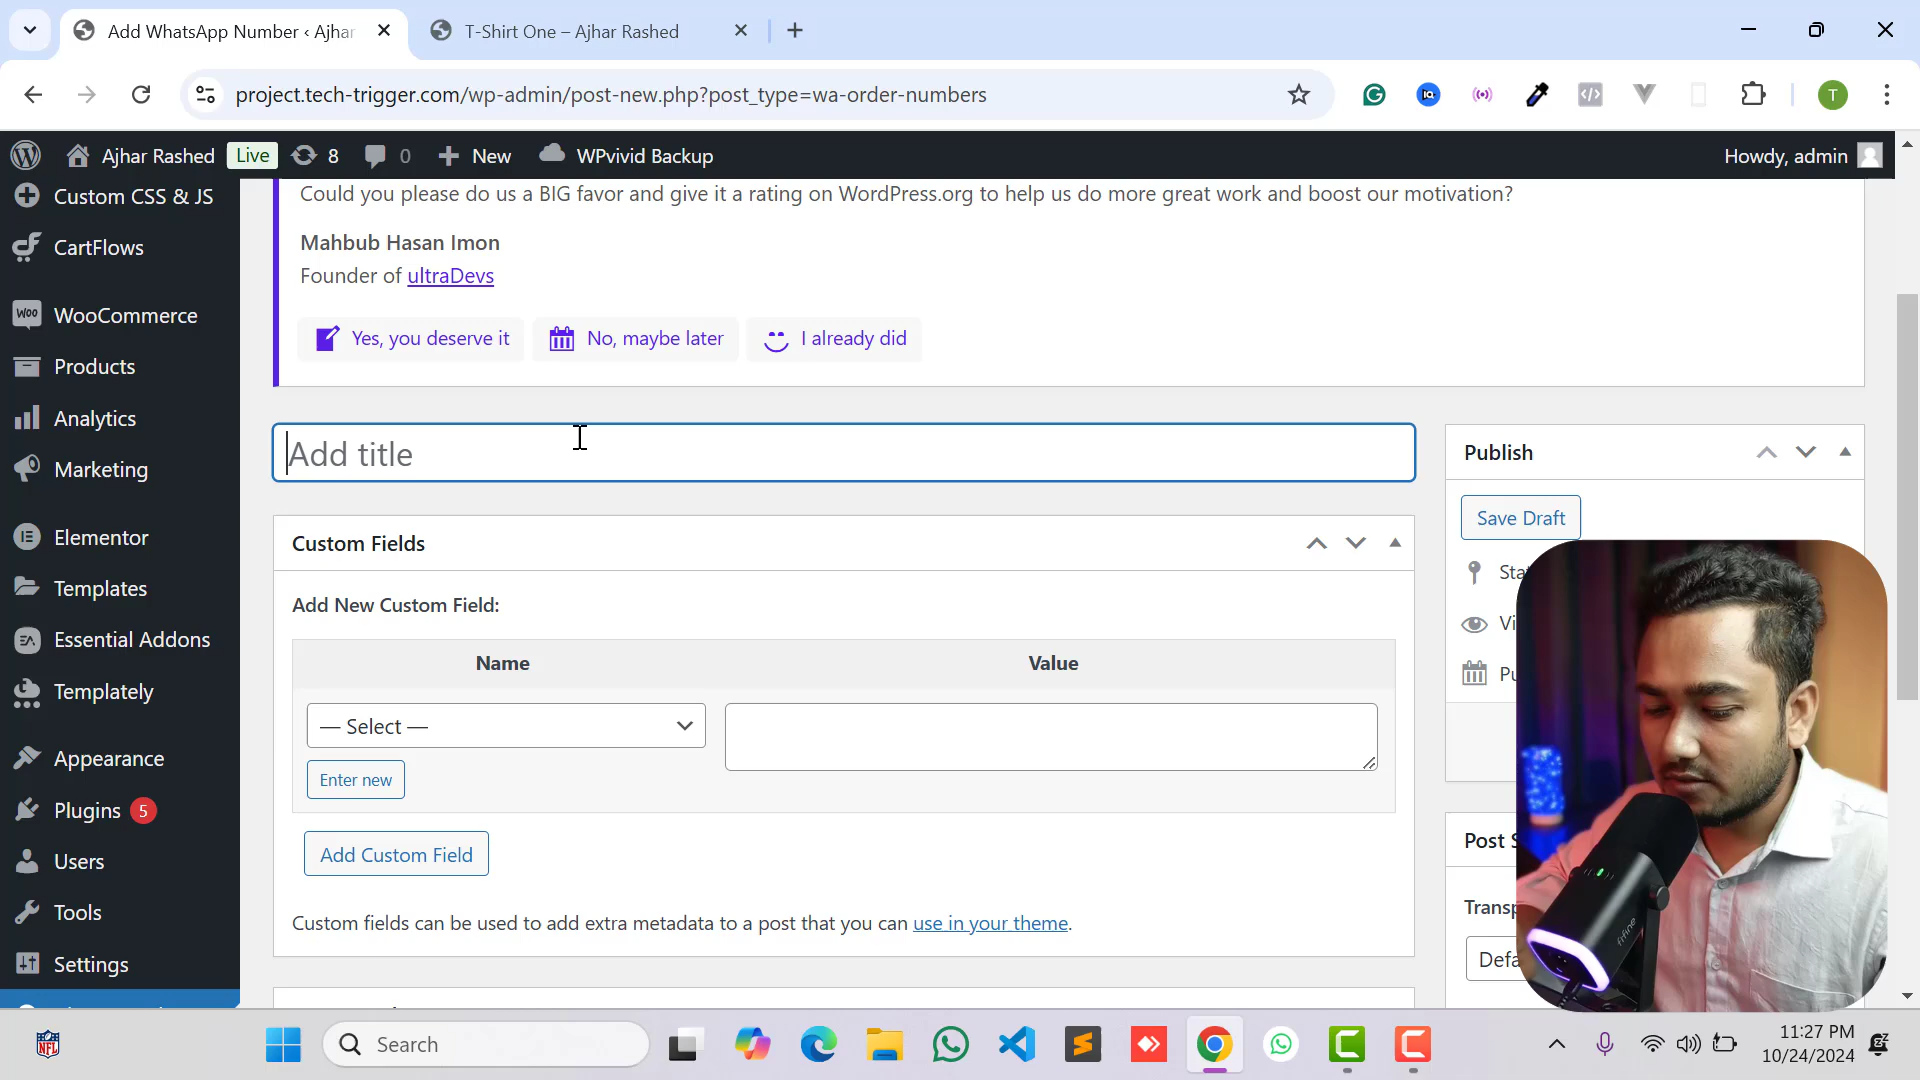 Add WhatsApp Number ‹ Ajhar
T-Shirt One – Ajhar Rashed
project.tech-trigger.com/wp-admin/post-new.php?post_type=wa-order-numbers
T
Ajhar Rashed
Live
8
0
New
WPvivid Backup
Howdy, admin
Custom CSS & JS
CartFlows
WooCommerce
Products
Analytics
Marketing
Elementor
Templates
Essential Addons
Templately
Appearance
Plugins 5
Users
Tools
Settings
Could you please do us a BIG favor and give it a rating on WordPress.org to help us do more great work and boost our motivation?
Mahbub Hasan Imon
Founder of ultraDevs
Yes, you deserve it
No, maybe later
I already did
Add title
Publish
Save Draft
Custom Fields
Add New Custom Field:
Name
Value
— Select —
Enter new
Add Custom Field
Custom fields can be used to add extra metadata to a post that you can use in your theme.
Search
11:27 PM
10/24/2024